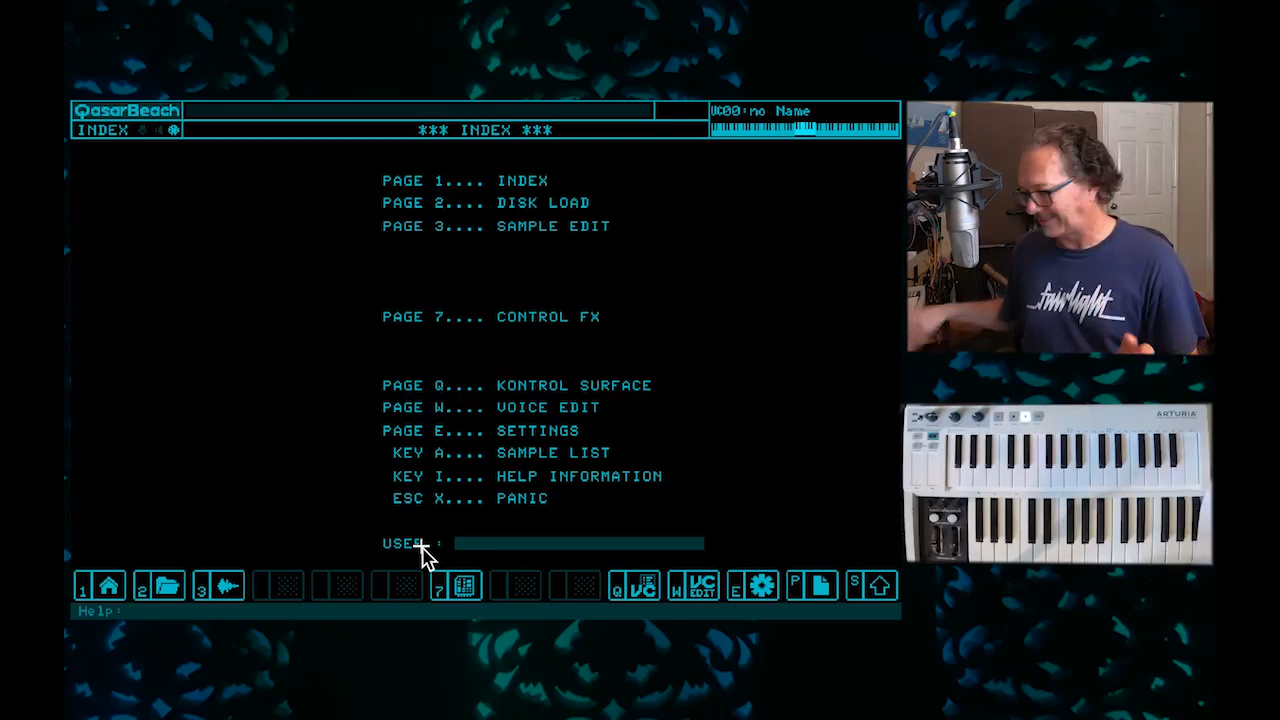 QasarBeach
VC00:no Name
INDEX
*** INDEX ***
PAGE 1.... INDEX
PAGE 2.... DISK LOAD
PAGE 3.... SAMPLE EDIT
PAGE 7.... CONTROL FX
PAGE Q.... KONTROL SURFACE
PAGE W.... VOICE EDIT
PAGE E.... SETTINGS
KEY A.... SAMPLE LIST
KEY I.... HELP INFORMATION
ESC X.... PANIC
USER :
1
2
3
7
Q VC
W VC EDIT
E
P
S
Help:
fairlight
ARTURIA